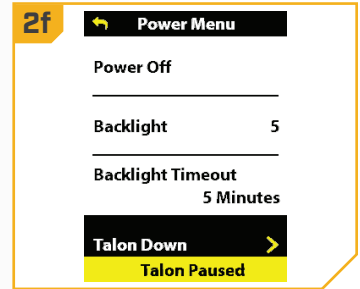 2f
Power Menu
Power Off
Backlight 5
Backlight Timeout
5 Minutes
Talon Down
Talon Paused